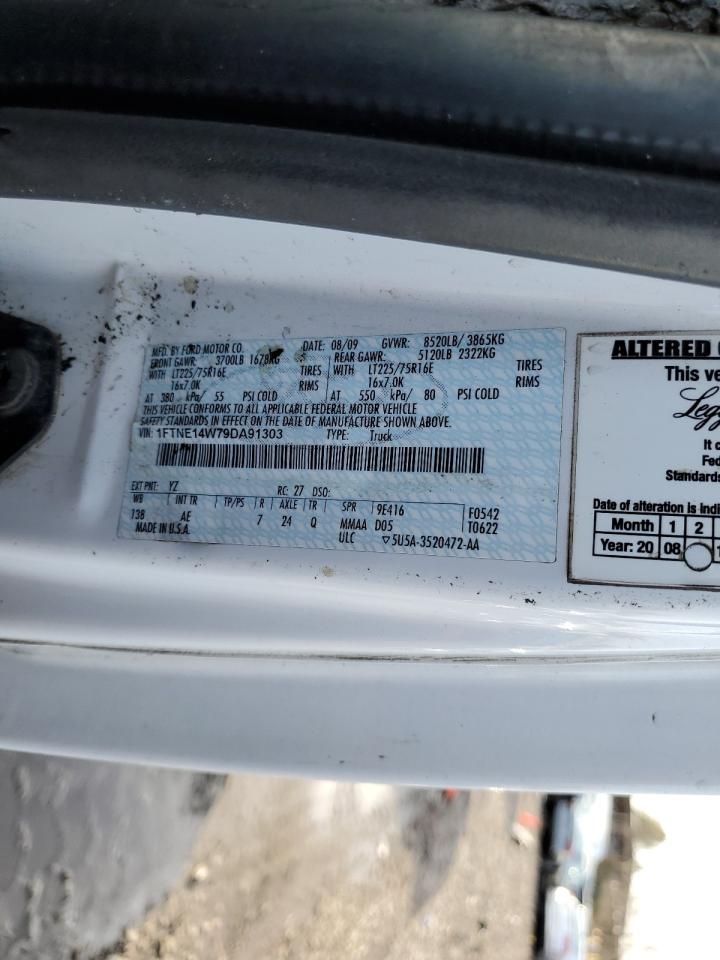 MFD. BY FORD MOTOR CO.
DATE: 08/09 GVWR: 8520LB/ 3865KG
FRONT GAWR: 3700LB 1678KG
REAR GAWR: 5120LB 2322KG
WITH LT225/75R16E TIRES
WITH LT225/75R16E TIRES
16x7.0K RIMS
16x7.0K RIMS
AT 380 kPa/ 55 PSI COLD
AT 550 kPa/ 80 PSI COLD
THIS VEHICLE CONFORMS TO ALL APPLICABLE FEDERAL MOTOR VEHICLE
SAFETY STANDARDS IN EFFECT ON THE DATE OF MANUFACTURE SHOWN ABOVE.
VIN: 1FTNE14W79DA91303 TYPE: Truck
EXT PNT: YZ RC: 27 DSO:
WB INT TR TP/PS R AXLE TR SPR 9E416 F0542
138 AE 7 24 Q MMAA D05 T0622
MADE IN U.S.A. ULC ▽5U5A-3520472-AA
ALTERED
This ve
Legg
It c
Fed
Standards
Date of alteration is indi
Month 1 2
Year: 20 08